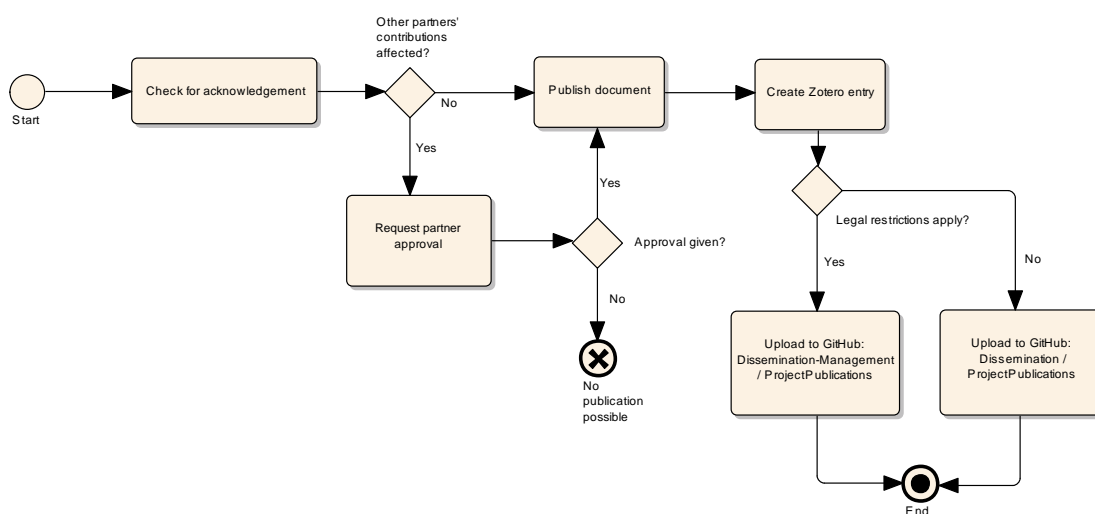 Other partners'
contributions
affected?
Start
Check for acknowledgement
No
Publish document
Create Zotero entry
Yes
Yes
Request partner
approval
Approval given?
Legal restrictions apply?
No
Yes
No
No
publication
possible
Upload to GitHub:
Dissemination-Management
/ ProjectPublications
Upload to GitHub:
Dissemination /
ProjectPublications
End